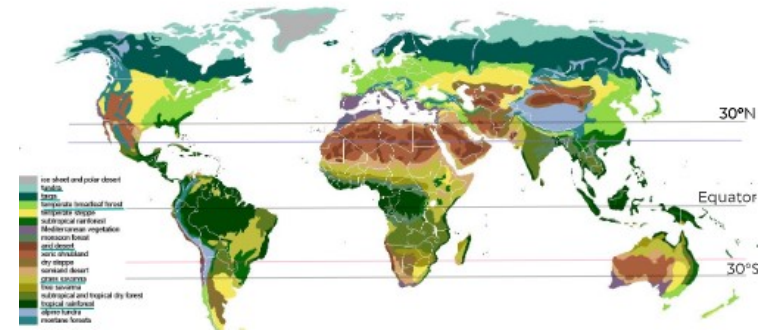 30°N
Equator
30°S
ice sheet and polar desert
tundra
taiga
temperate broadleaf forest
temperate steppe
subtropical rainforest
Mediterranean vegetation
monsoon forest
arid desert
xeric shrubland
dry steppe
semiarid desert
grass savanna
tree savanna
subtropical and tropical dry forest
tropical rainforest
alpine tundra
montane forests